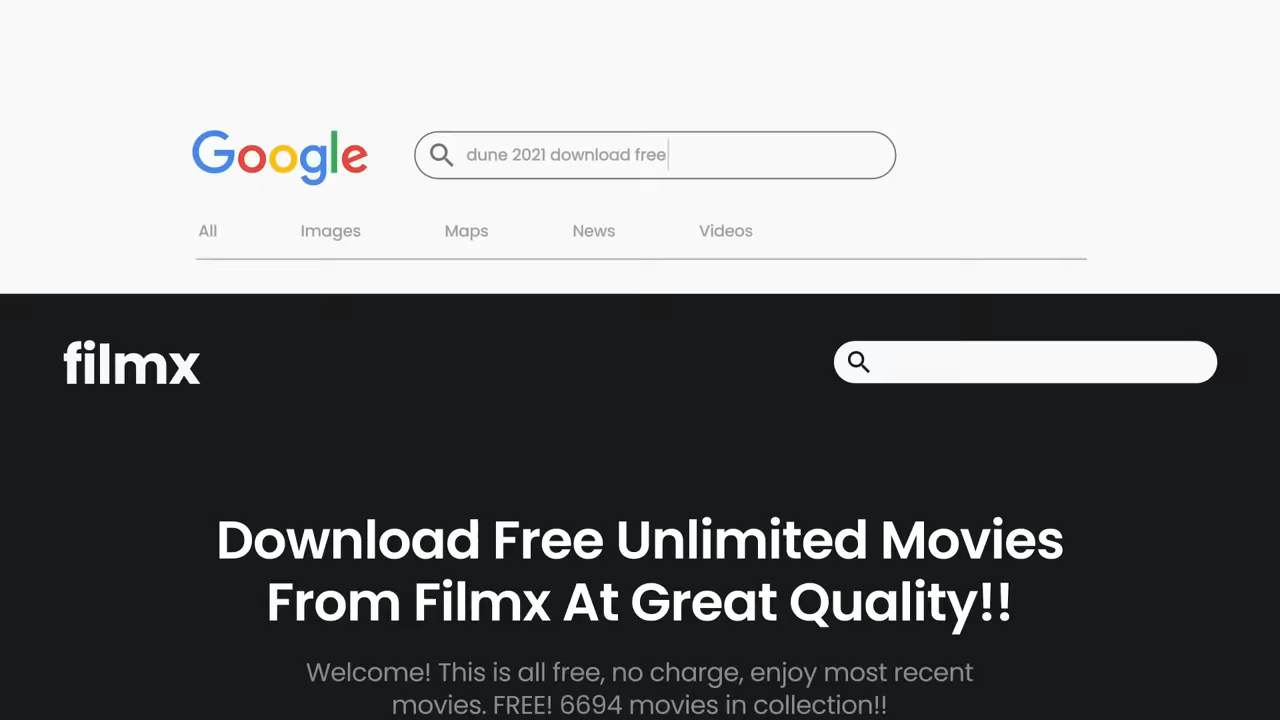 Google
dune 2021 download free
All Images Maps News Videos
filmx
Download Free Unlimited Movies
From Filmx At Great Quality!!
Welcome! This is all free, no charge, enjoy most recent
movies. FREE! 6694 movies in collection!!